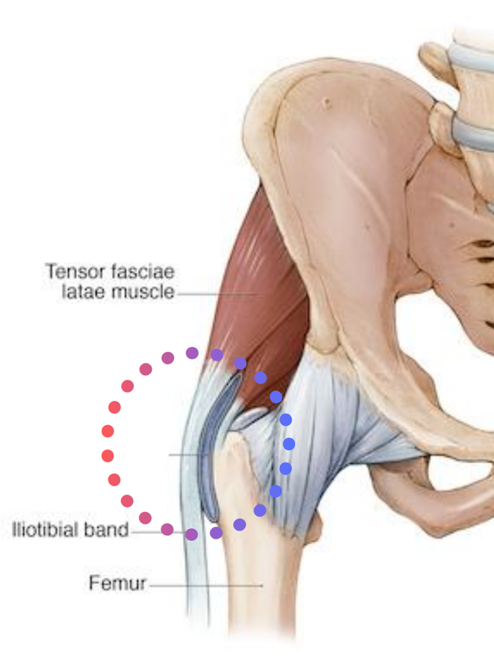 Tensor fasciae
latae muscle
Iliotibial band
Femur